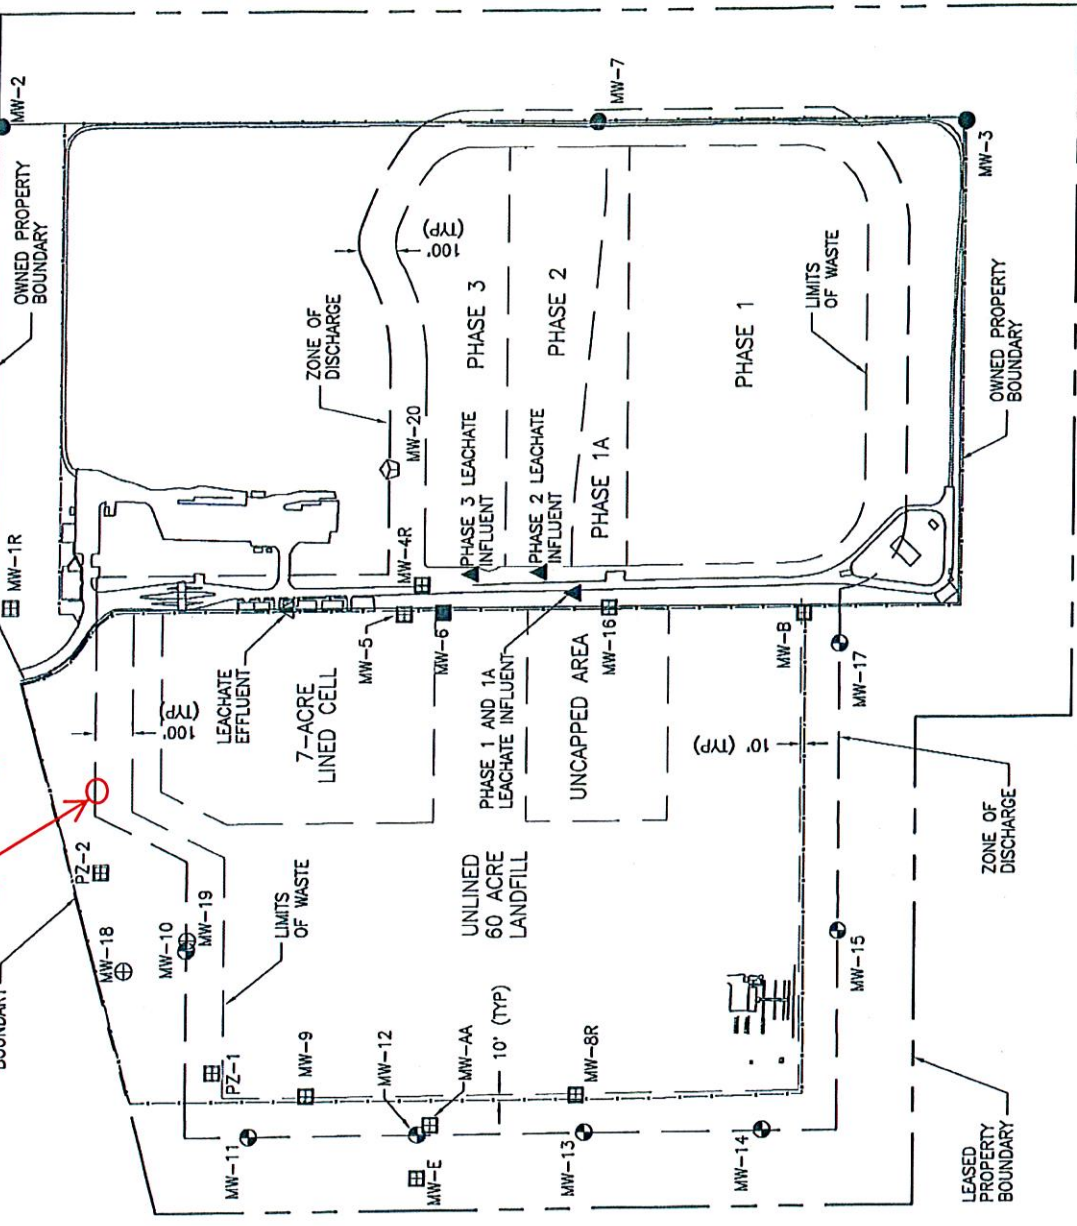 MW-2
OWNED PROPERTY
BOUNDARY
MW-1R
MW-7
ZONE OF
DISCHARGE
100'
(TYP)
PHASE 3
PHASE 2
MW-20
PHASE 3 LEACHATE
INFLUENT
PHASE 2 LEACHATE
INFLUENT
PHASE 1A
PHASE 1
LIMITS
OF WASTE
MW-3
OWNED PROPERTY
BOUNDARY
MW-4R
MW-5
MW-6
MW-16
MW-B
MW-17
LEACHATE
EFFLUENT
100'
(TYP)
7-ACRE
LINED CELL
PHASE 1 AND 1A
LEACHATE INFLUENT
UNCAPPED AREA
10' (TYP)
PZ-2
MW-18
MW-10
MW-19
LIMITS
OF WASTE
UNLINED
60 ACRE
LANDFILL
ZONE OF
DISCHARGE
BOUNDARY
PZ-1
MW-9
MW-12
MW-AA
10' (TYP)
MW-8R
MW-15
MW-11
MW-E
MW-13
MW-14
LEASED
PROPERTY
BOUNDARY